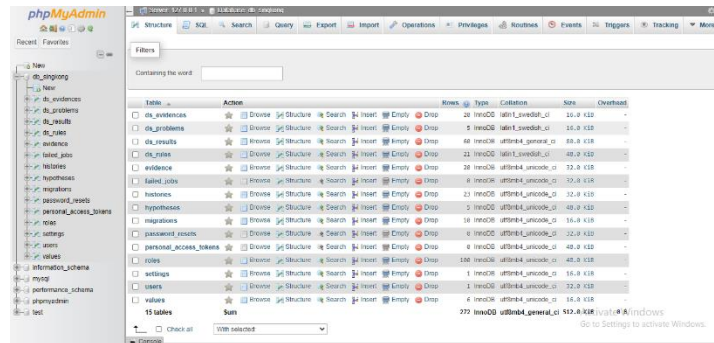 phpMyAdmin
Recent Favorites
New
db_singkong
New
ds_evidences
ds_problems
ds_results
ds_rules
evidence
failed_jobs
histories
hypotheses
migrations
password_resets
personal_access_tokens
roles
settings
users
values
information_schema
mysql
performance_schema
phpmyadmin
test
Server: 127.0.0.1 » Database: db_singkong
Structure SQL Search Query Export Import Operations Privileges Routines Events Triggers Tracking More
Filters
Containing the word:
Table Action Rows Type Collation Size Overhead
ds_evidences Browse Structure Search Insert Empty Drop 20 InnoDB latin1_swedish_ci 16.0 KiB -
ds_problems Browse Structure Search Insert Empty Drop 5 InnoDB latin1_swedish_ci 16.0 KiB -
ds_results Browse Structure Search Insert Empty Drop InnoDB utf8mb4_general_ci KiB -
ds_rules Browse Structure Search Insert Empty Drop 21 InnoDB latin1_swedish_ci 48.0 KiB -
evidence Browse Structure Search Insert Empty Drop 20 InnoDB utf8mb4_unicode_ci 32.0 KiB -
failed_jobs Browse Structure Search Insert Empty Drop 0 InnoDB utf8mb4_unicode_ci 32.0 KiB -
histories Browse Structure Search Insert Empty Drop 23 InnoDB utf8mb4_unicode_ci 32.0 KiB -
hypotheses Browse Structure Search Insert Empty Drop 5 InnoDB utf8mb4_unicode_ci 48.0 KiB -
migrations Browse Structure Search Insert Empty Drop 10 InnoDB utf8mb4_unicode_ci 16.0 KiB -
password_resets Browse Structure Search Insert Empty Drop 0 InnoDB utf8mb4_unicode_ci 32.0 KiB -
personal_access_tokens Browse Structure Search Insert Empty Drop 0 InnoDB utf8mb4_unicode_ci 48.0 KiB -
roles Browse Structure Search Insert Empty Drop 100 InnoDB utf8mb4_unicode_ci 48.0 KiB -
settings Browse Structure Search Insert Empty Drop 1 InnoDB utf8mb4_unicode_ci 16.0 KiB -
users Browse Structure Search Insert Empty Drop 1 InnoDB utf8mb4_unicode_ci 32.0 KiB -
values Browse Structure Search Insert Empty Drop 6 InnoDB utf8mb4_unicode_ci 16.0 KiB -
15 tables Sum 272 InnoDB utf8mb4_general_ci 512.0 KiB 0 B
Activate Windows
Go to Settings to activate Windows.
Check all With selected:
Console